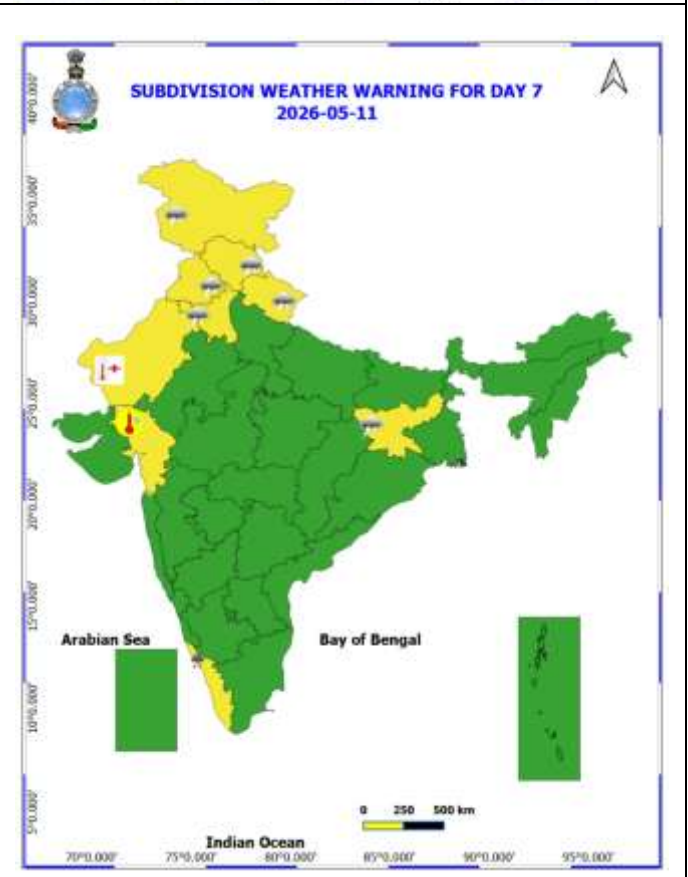 SUBDIVISION WEATHER WARNING FOR DAY 7
2026-05-11
40°0.000'
35°0.000'
30°0.000'
25°0.000'
20°0.000'
15°0.000'
10°0.000'
5°0.000'
Arabian Sea
Bay of Bengal
0 250 500 km
Indian Ocean
70°0.000' 75°0.000' 80°0.000' 85°0.000' 90°0.000' 95°0.000'